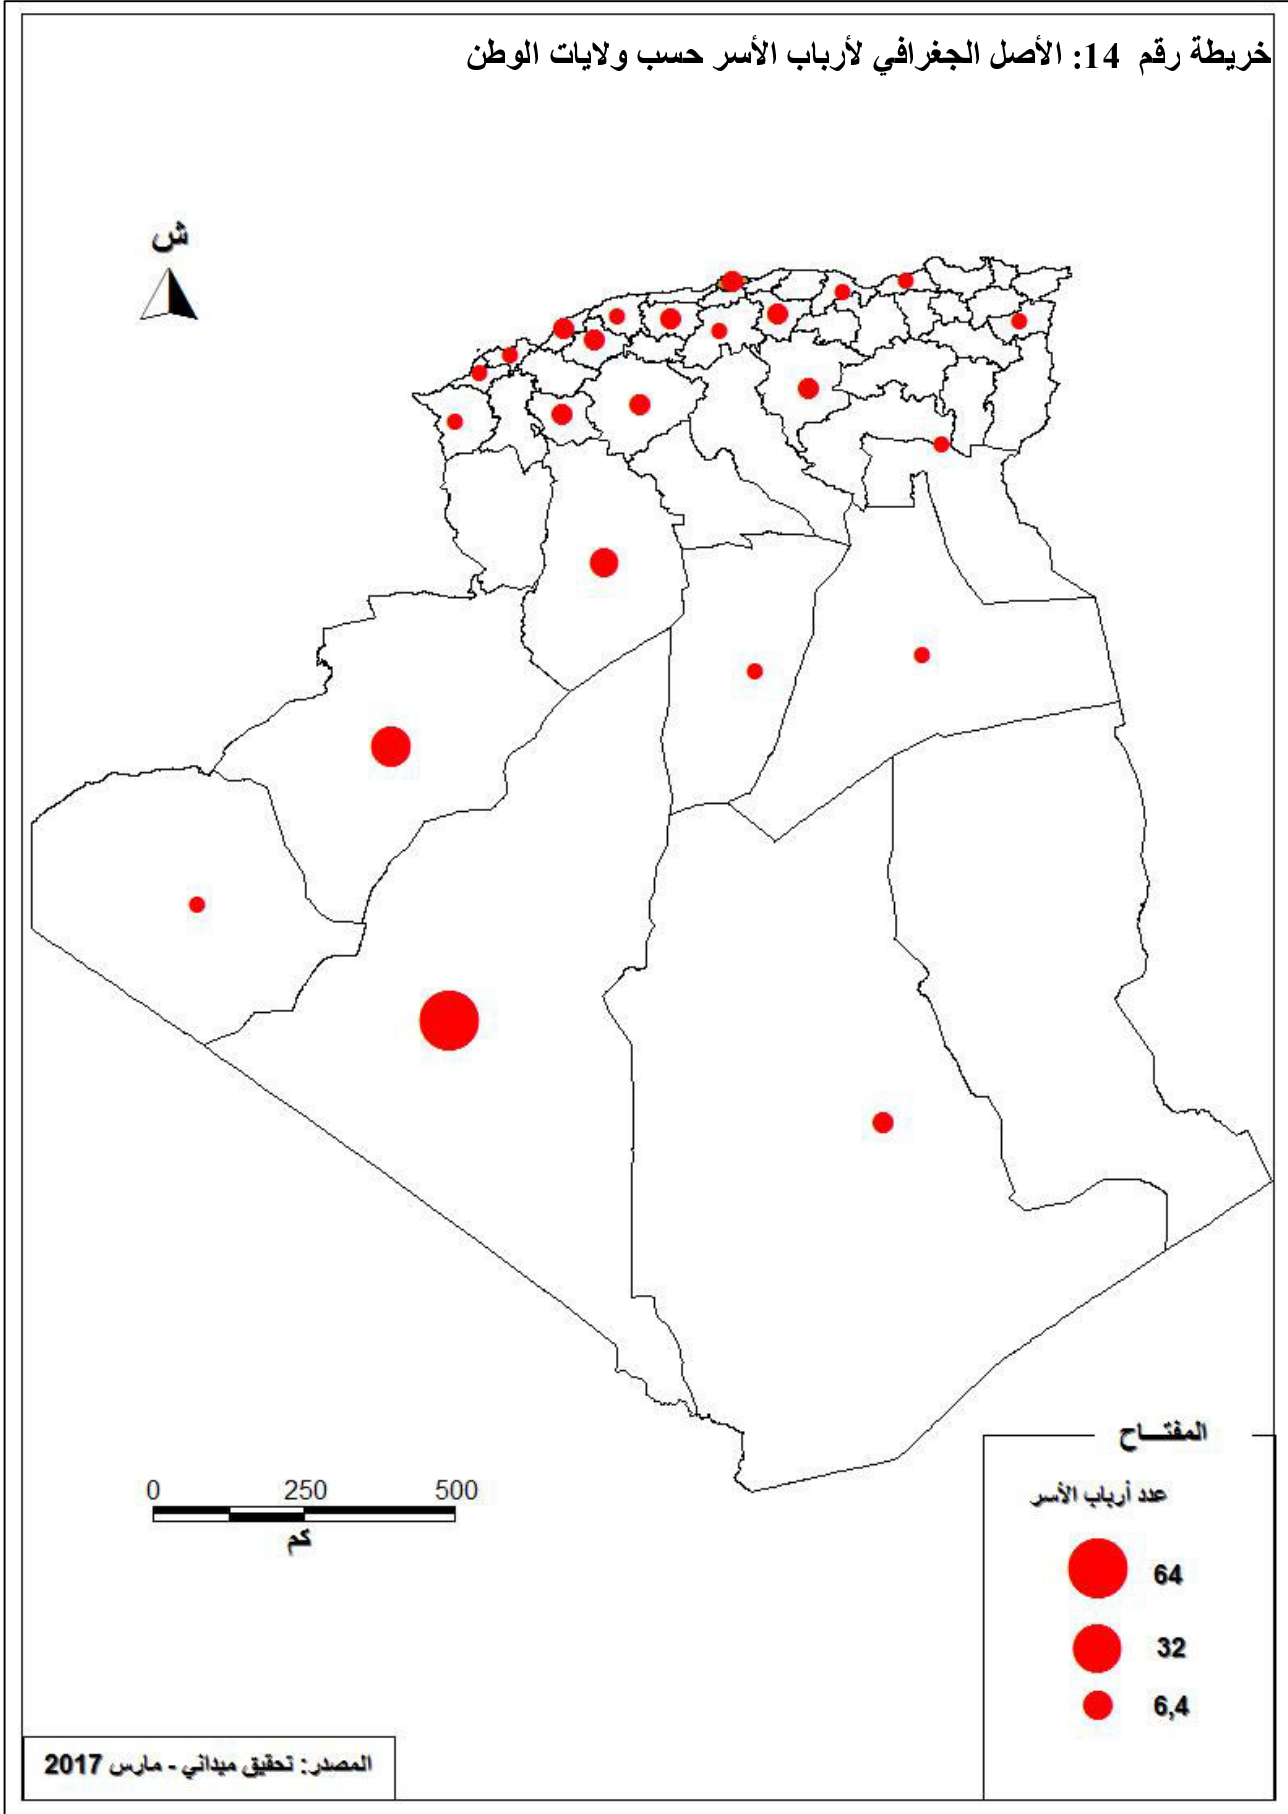 خريطة رقم 14: الأصل الجغرافي لأرباب الأسر حسب ولايات الوطن
ش
0 250 500
كم
المفتـــاح
عدد أرباب الأسر
64
32
6,4
المصدر: تحقيق ميداني - مارس 2017